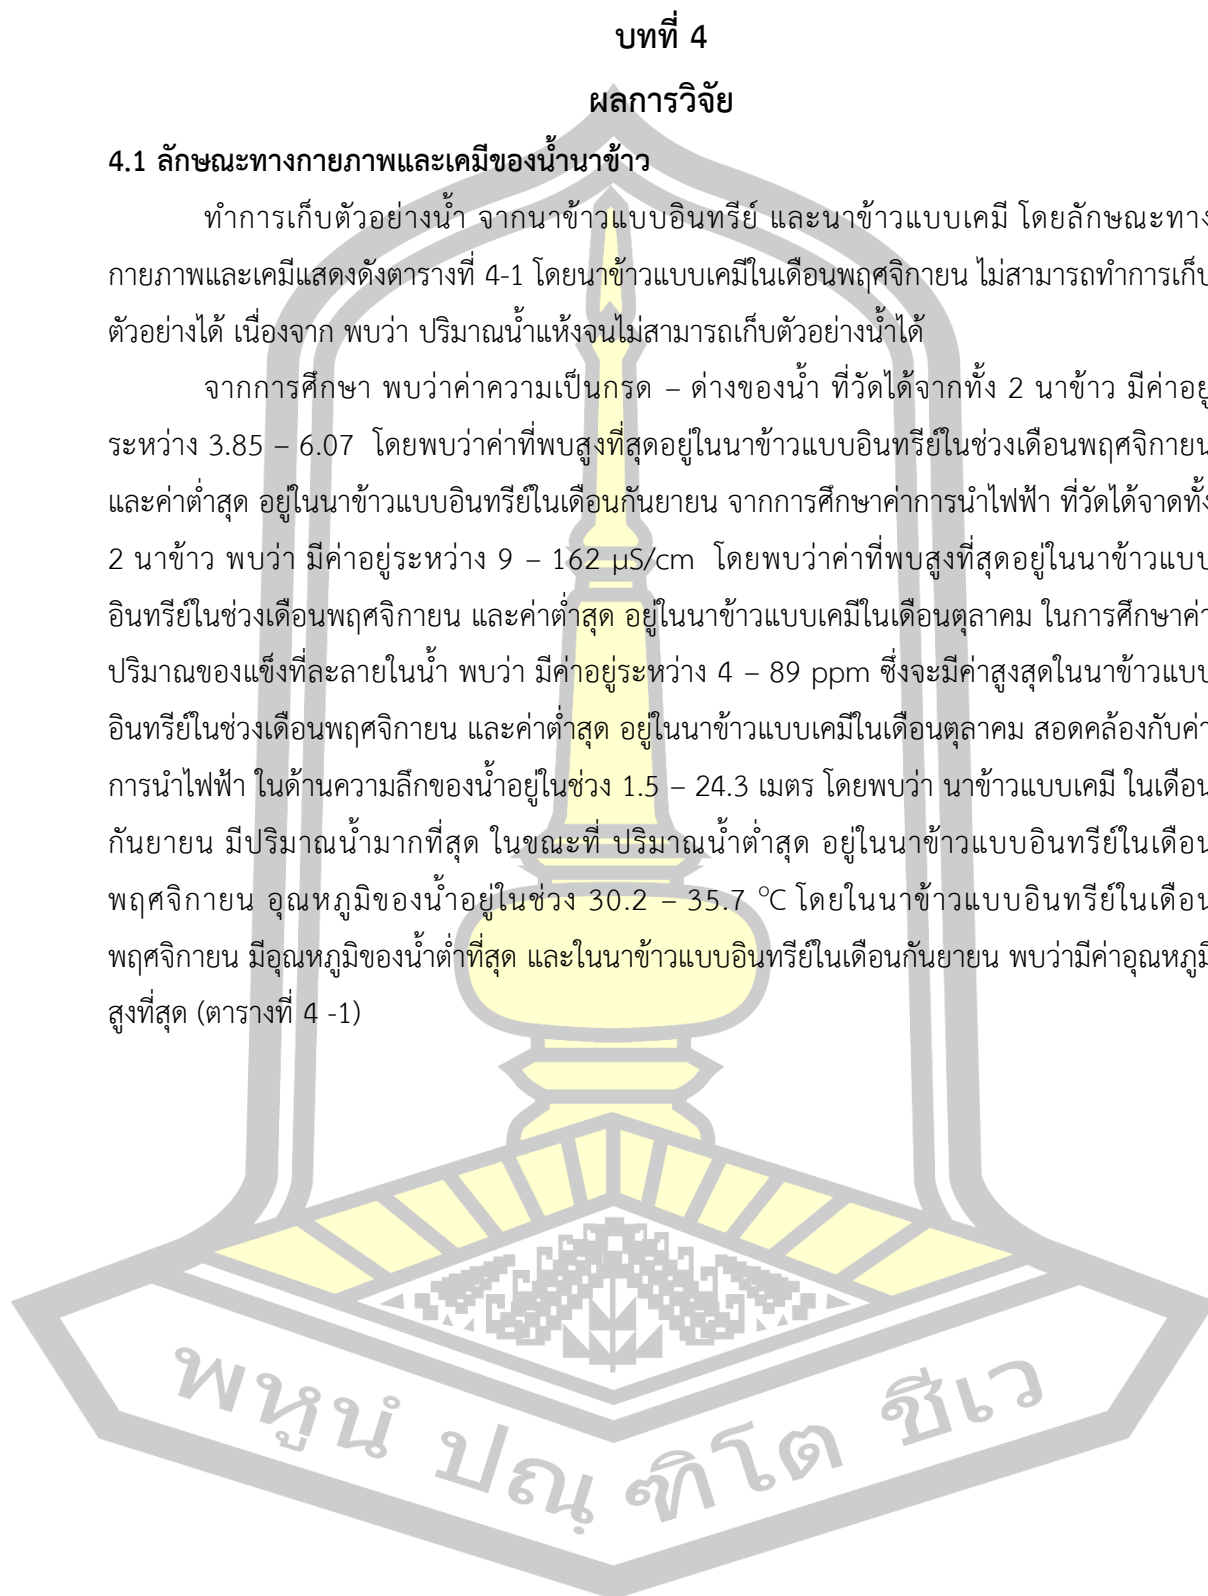 บทที่ 4
ผลการวิจัย
4.1 ลักษณะทางกายภาพและเคมีของน้ำนาข้าว
ทำการเก็บตัวอย่างน้ำ จากนาข้าวแบบอินทรีย์ และนาข้าวแบบเคมี โดยลักษณะทาง
กายภาพและเคมีแสดงดังตารางที่ 4-1 โดยนาข้าวแบบเคมีในเดือนพฤศจิกายน ไม่สามารถทำการเก็บ
ตัวอย่างได้ เนื่องจาก พบว่า ปริมาณน้ำแห้งจนไม่สามารถเก็บตัวอย่างน้ำได้
จากการศึกษา พบว่าค่าความเป็นกรด – ด่างของน้ำ ที่วัดได้จากทั้ง 2 นาข้าว มีค่าอยู่
ระหว่าง 3.85 – 6.07 โดยพบว่าค่าที่พบสูงที่สุดอยู่ในนาข้าวแบบอินทรีย์ในช่วงเดือนพฤศจิกายน
และค่าต่ำสุด อยู่ในนาข้าวแบบอินทรีย์ในเดือนกันยายน จากการศึกษาค่าการนำไฟฟ้า ที่วัดได้จาดทั้ง
2 นาข้าว พบว่า มีค่าอยู่ระหว่าง 9 – 162 µS/cm โดยพบว่าค่าที่พบสูงที่สุดอยู่ในนาข้าวแบบ
อินทรีย์ในช่วงเดือนพฤศจิกายน และค่าต่ำสุด อยู่ในนาข้าวแบบเคมีในเดือนตุลาคม ในการศึกษาค่า
ปริมาณของแข็งที่ละลายในน้ำ พบว่า มีค่าอยู่ระหว่าง 4 – 89 ppm ซึ่งจะมีค่าสูงสุดในนาข้าวแบบ
อินทรีย์ในช่วงเดือนพฤศจิกายน และค่าต่ำสุด อยู่ในนาข้าวแบบเคมีในเดือนตุลาคม สอดคล้องกับค่า
การนำไฟฟ้า ในด้านความลึกของน้ำอยู่ในช่วง 1.5 – 24.3 เมตร โดยพบว่า นาข้าวแบบเคมี ในเดือน
กันยายน มีปริมาณน้ำมากที่สุด ในขณะที่ ปริมาณน้ำต่ำสุด อยู่ในนาข้าวแบบอินทรีย์ในเดือน
พฤศจิกายน อุณหภูมิของน้ำอยู่ในช่วง 30.2 – 35.7 °C โดยในนาข้าวแบบอินทรีย์ในเดือน
พฤศจิกายน มีอุณหภูมิของน้ำต่ำที่สุด และในนาข้าวแบบอินทรีย์ในเดือนกันยายน พบว่ามีค่าอุณหภูมิ
สูงที่สุด (ตารางที่ 4 -1)
พหูนํ ปณฺฑิโต ชีเว